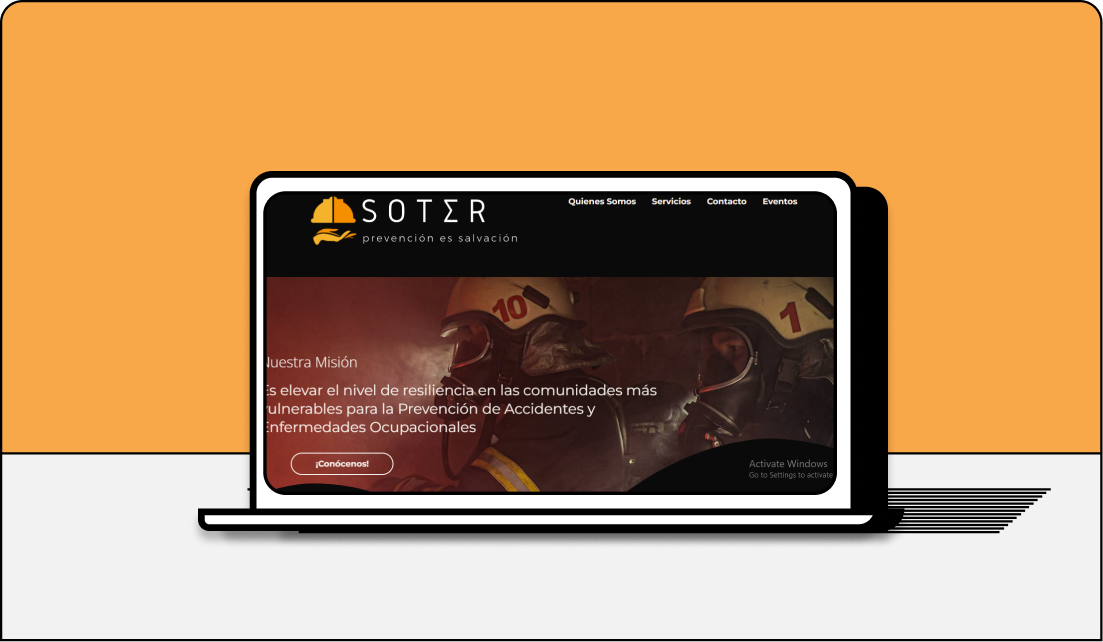 SOTΣR
prevención es salvación
Quienes Somos Servicios Contacto Eventos
10
1
Nuestra Misión
Es elevar el nivel de resiliencia en las comunidades más
vulnerables para la Prevención de Accidentes y
Enfermedades Ocupacionales
¡Conócenos!
Activate Windows
Go to Settings to activate